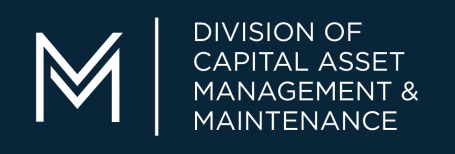 DIVISION OF
CAPITAL ASSET
MANAGEMENT &
MAINTENANCE